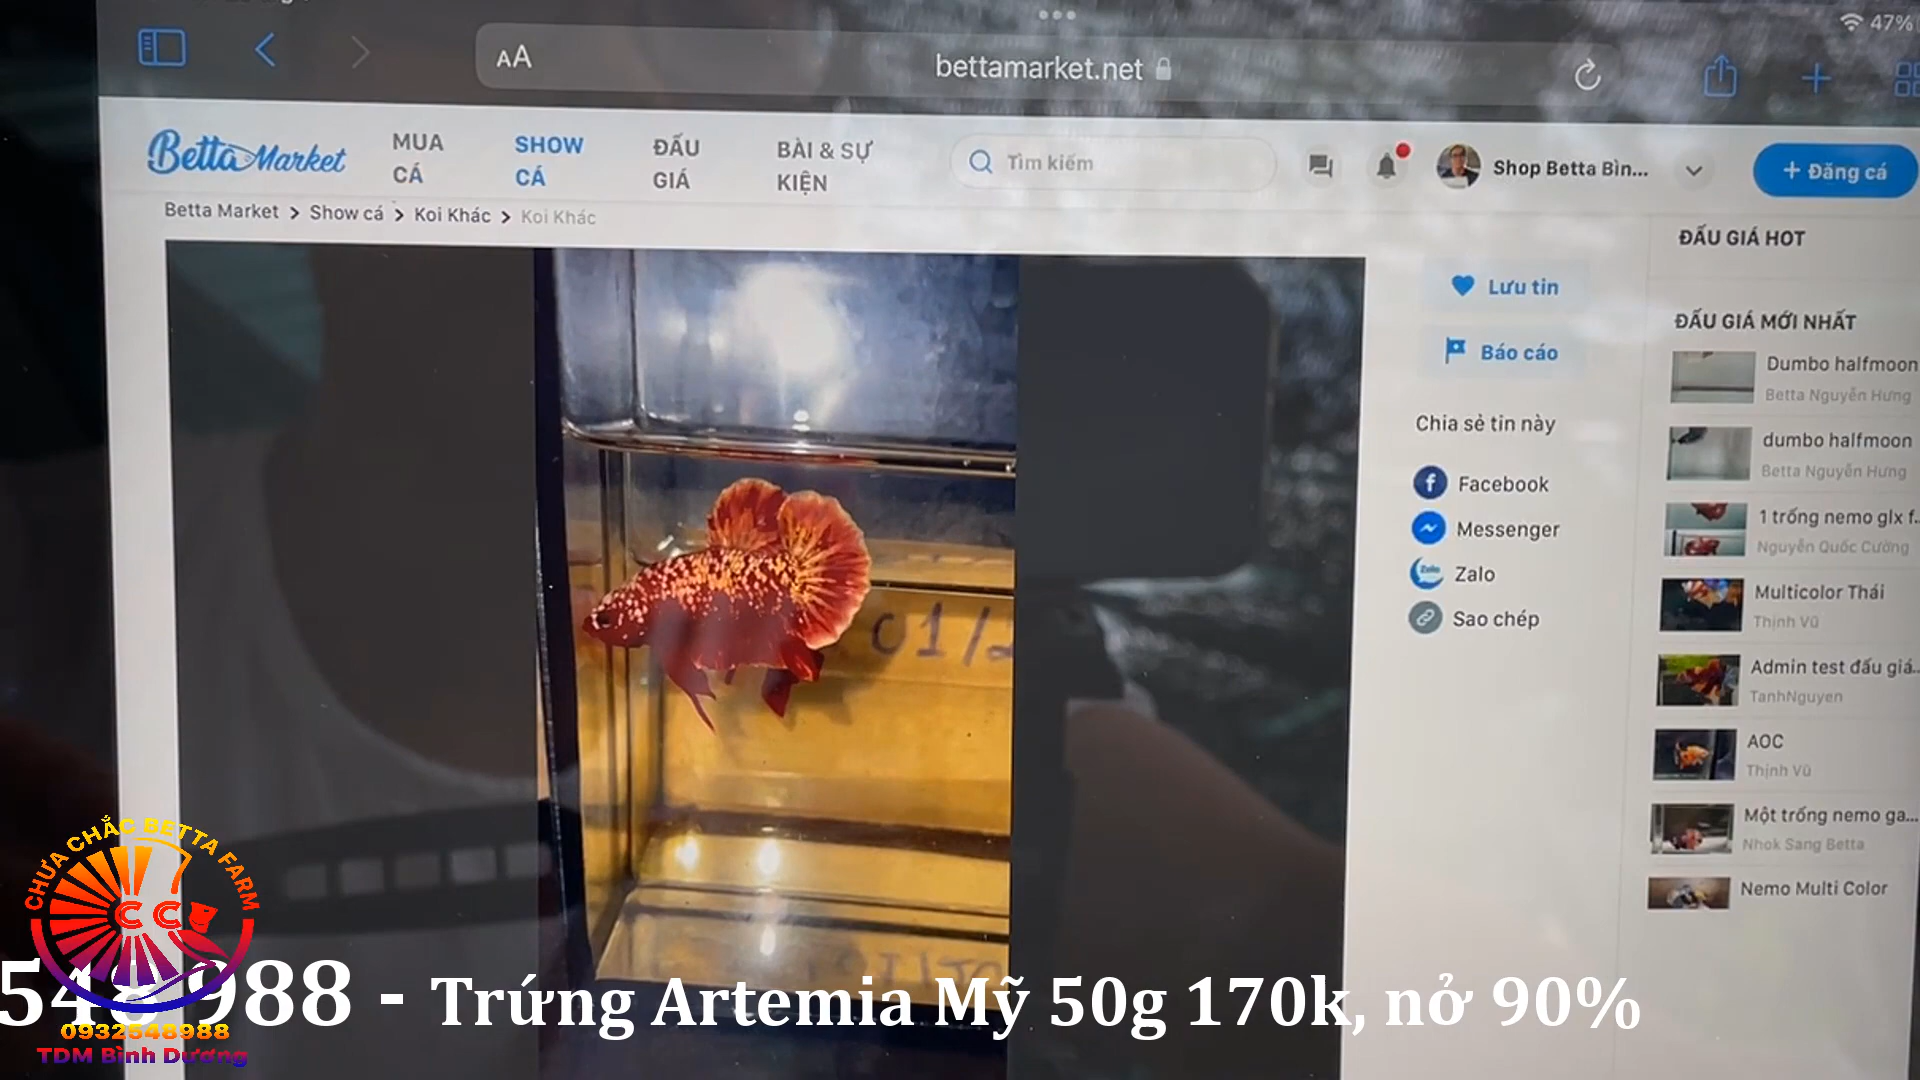 47%
AA
bettamarket.net
Betta Market
MUA CÁ
SHOW CÁ
ĐẤU GIÁ
BÀI & SỰ KIỆN
Tìm kiếm
Shop Betta Bìn...
+ Đăng cá
Betta Market > Show cá > Koi Khác > Koi Khác
01/2
Lưu tin
Báo cáo
Chia sẻ tin này
Facebook
Messenger
Zalo
Sao chép
ĐẤU GIÁ HOT
ĐẤU GIÁ MỚI NHẤT
Dumbo halfmoon
Betta Nguyễn Hưng
dumbo halfmoon
Betta Nguyễn Hưng
1 trống nemo glx f..
Nguyễn Quốc Cường
Multicolor Thái
Thịnh Vũ
Admin test đấu giá..
TanhNguyen
AOC
Thịnh Vũ
Một trống nemo ga...
Nhok Sang Betta
Nemo Multi Color
CHƯA CHẮC BETTA FARM
CC
548 988 - Trứng Artemia Mỹ 50g 170k, nở 90%
0932548988
TDM Bình Dương